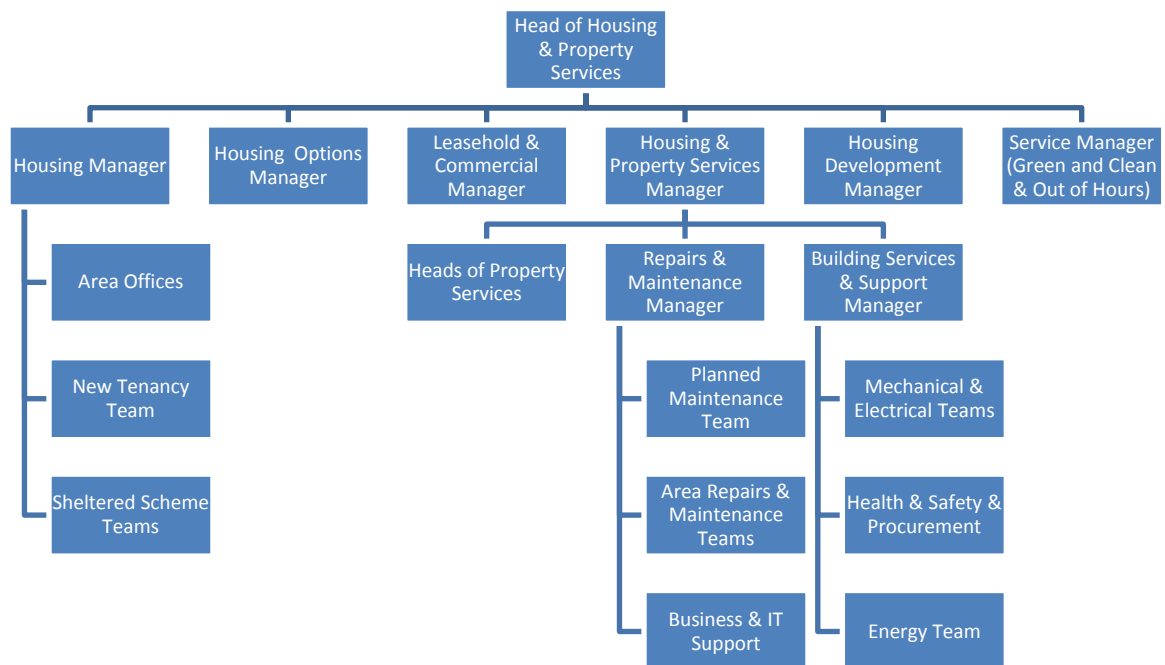 Head of Housing
& Property
Services
Housing Manager
Housing Options
Manager
Leasehold &
Commercial
Manager
Housing &
Property Services
Manager
Housing
Development
Manager
Service Manager
(Green and Clean
& Out of Hours)
Area Offices
New Tenancy
Team
Sheltered Scheme
Teams
Heads of Property
Services
Repairs &
Maintenance
Manager
Building Services
& Support
Manager
Planned
Maintenance
Team
Area Repairs &
Maintenance
Teams
Business & IT
Support
Mechanical &
Electrical Teams
Health & Safety &
Procurement
Energy Team